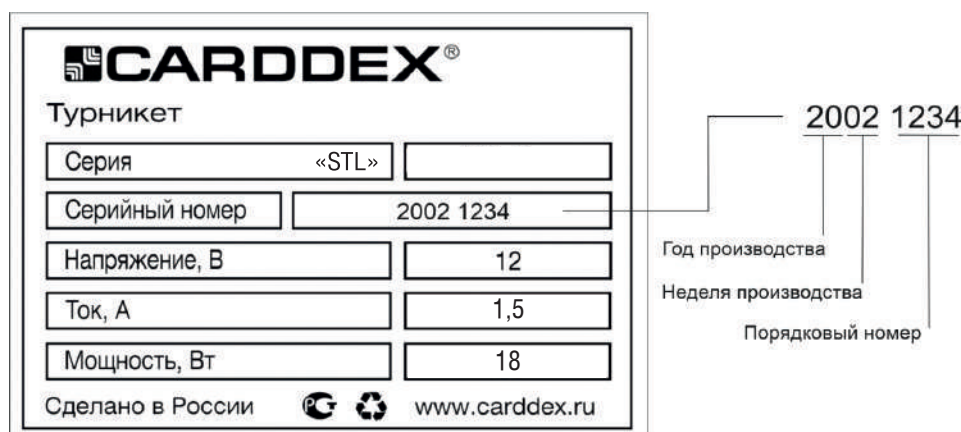 CARDDEX®
Турникет
Серия «STL»
Серийный номер 2002 1234
Напряжение, В 12
Ток, А 1,5
Мощность, Вт 18
Сделано в России РСТ www.carddex.ru
2002 1234
Год производства
Неделя производства
Порядковый номер